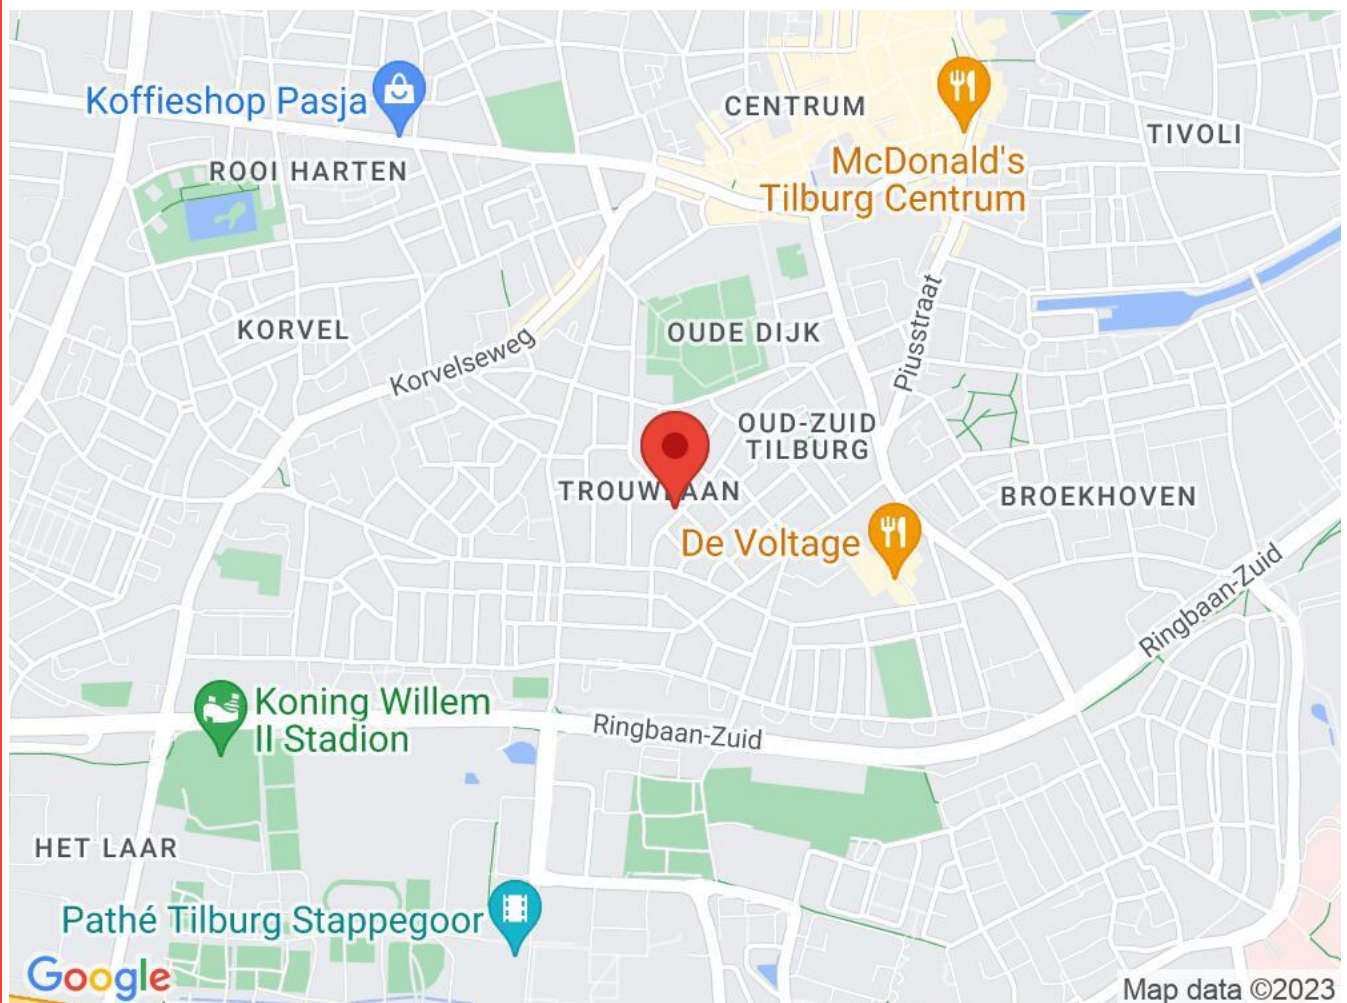 Koffieshop Pasja
CENTRUM
TIVOLI
ROOI HARTEN
McDonald's
Tilburg Centrum
KORVEL
OUDE DIJK
Piusstraat
Korvelseweg
OUD-ZUID
TILBURG
TROUWLAAN
BROEKHOVEN
De Voltage
Ringbaan-Zuid
Koning Willem
II Stadion
Ringbaan-Zuid
HET LAAR
Pathé Tilburg Stappegoor
Google
Map data ©2023